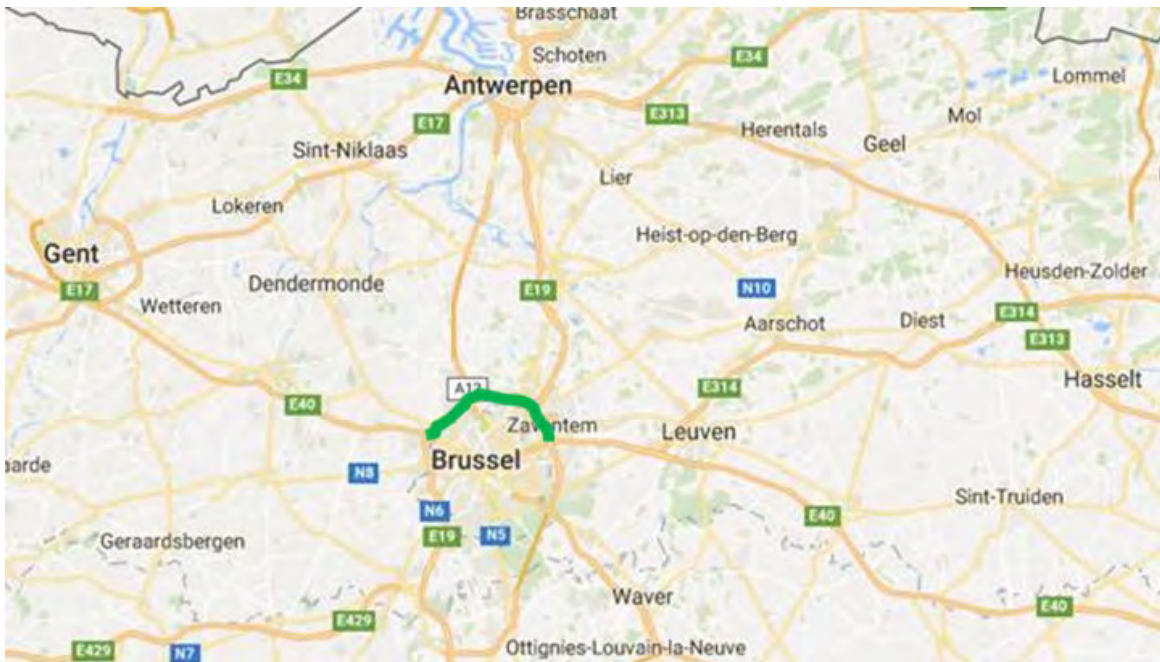 Brasschaat
Schoten
E34
E34
Lommel
Antwerpen
E17
E313
Herentals
Mol
Geel
Sint-Niklaas
Lier
Lokeren
Heist-op-den-Berg
Gent
Dendermonde
Heusden-Zolder
E17
E19
N10
Wetteren
Aarschot
Diest
E314
E313
Hasselt
A12
E314
E40
Zaventem
Leuven
Brussel
aarde
N8
Sint-Truiden
N6
E40
E19
N5
Geraardsbergen
Waver
E40
E429
Ottignies-Louvain-la-Neuve
E429
N7